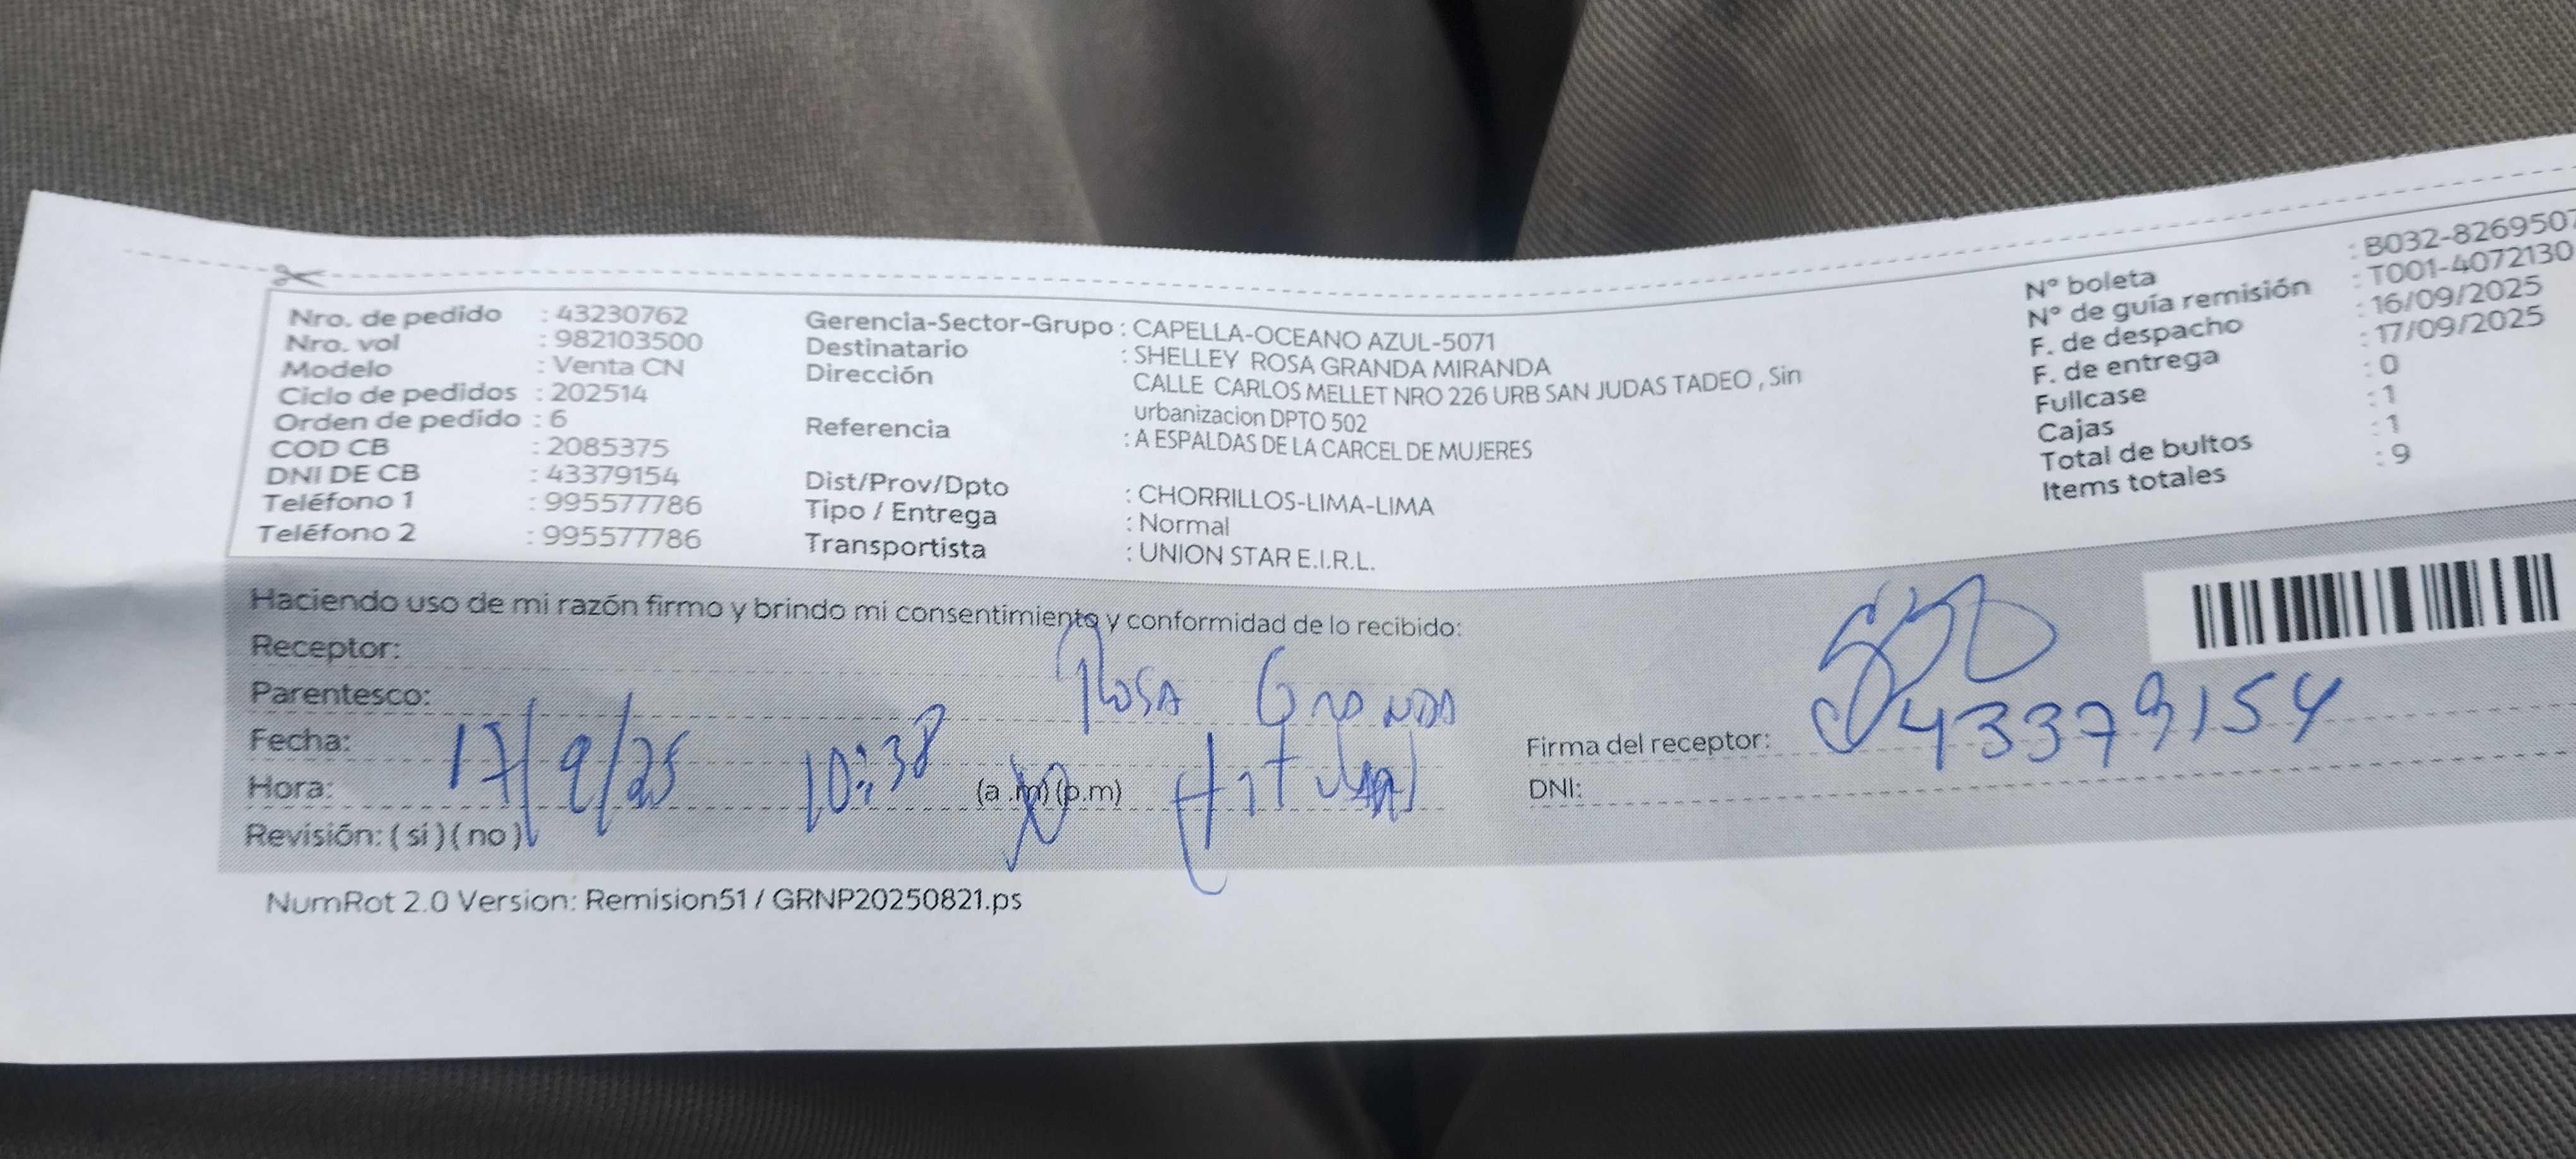 Nro. de pedido : 43230762
Nro. vol : 982103500
Modelo : Venta CN
Ciclo de pedidos : 202514
Orden de pedido : 6
COD CB : 2085375
DNI DE CB : 43379154
Teléfono 1 : 995577786
Teléfono 2 : 995577786
Gerencia-Sector-Grupo : CAPELLA-OCEANO AZUL-5071
Destinatario : SHELLEY ROSA GRANDA MIRANDA
Dirección CALLE CARLOS MELLET NRO 226 URB SAN JUDAS TADEO , Sin
urbanizacion DPTO 502
Referencia : A ESPALDAS DE LA CARCEL DE MUJERES
Dist/Prov/Dpto : CHORRILLOS-LIMA-LIMA
Tipo / Entrega : Normal
Transportista : UNION STAR E.I.R.L.
Nº boleta : B032-8269507
Nº de guía remisión : T001-4072130
F. de despacho : 16/09/2025
F. de entrega : 17/09/2025
Fullcase : 0
Cajas : 1
Total de bultos : 1
Items totales : 9
Haciendo uso de mi razón firmo y brindo mi consentimiento y conformidad de lo recibido:
Receptor:
Parentesco: Rosa Granda
Fecha: 17/9/25 10:38
Hora: (a .m) (p.m) titular
Revisión: ( si ) ( no )
Firma del receptor: 43379154
DNI:
NumRot 2.0 Version: Remision51 / GRNP20250821.ps